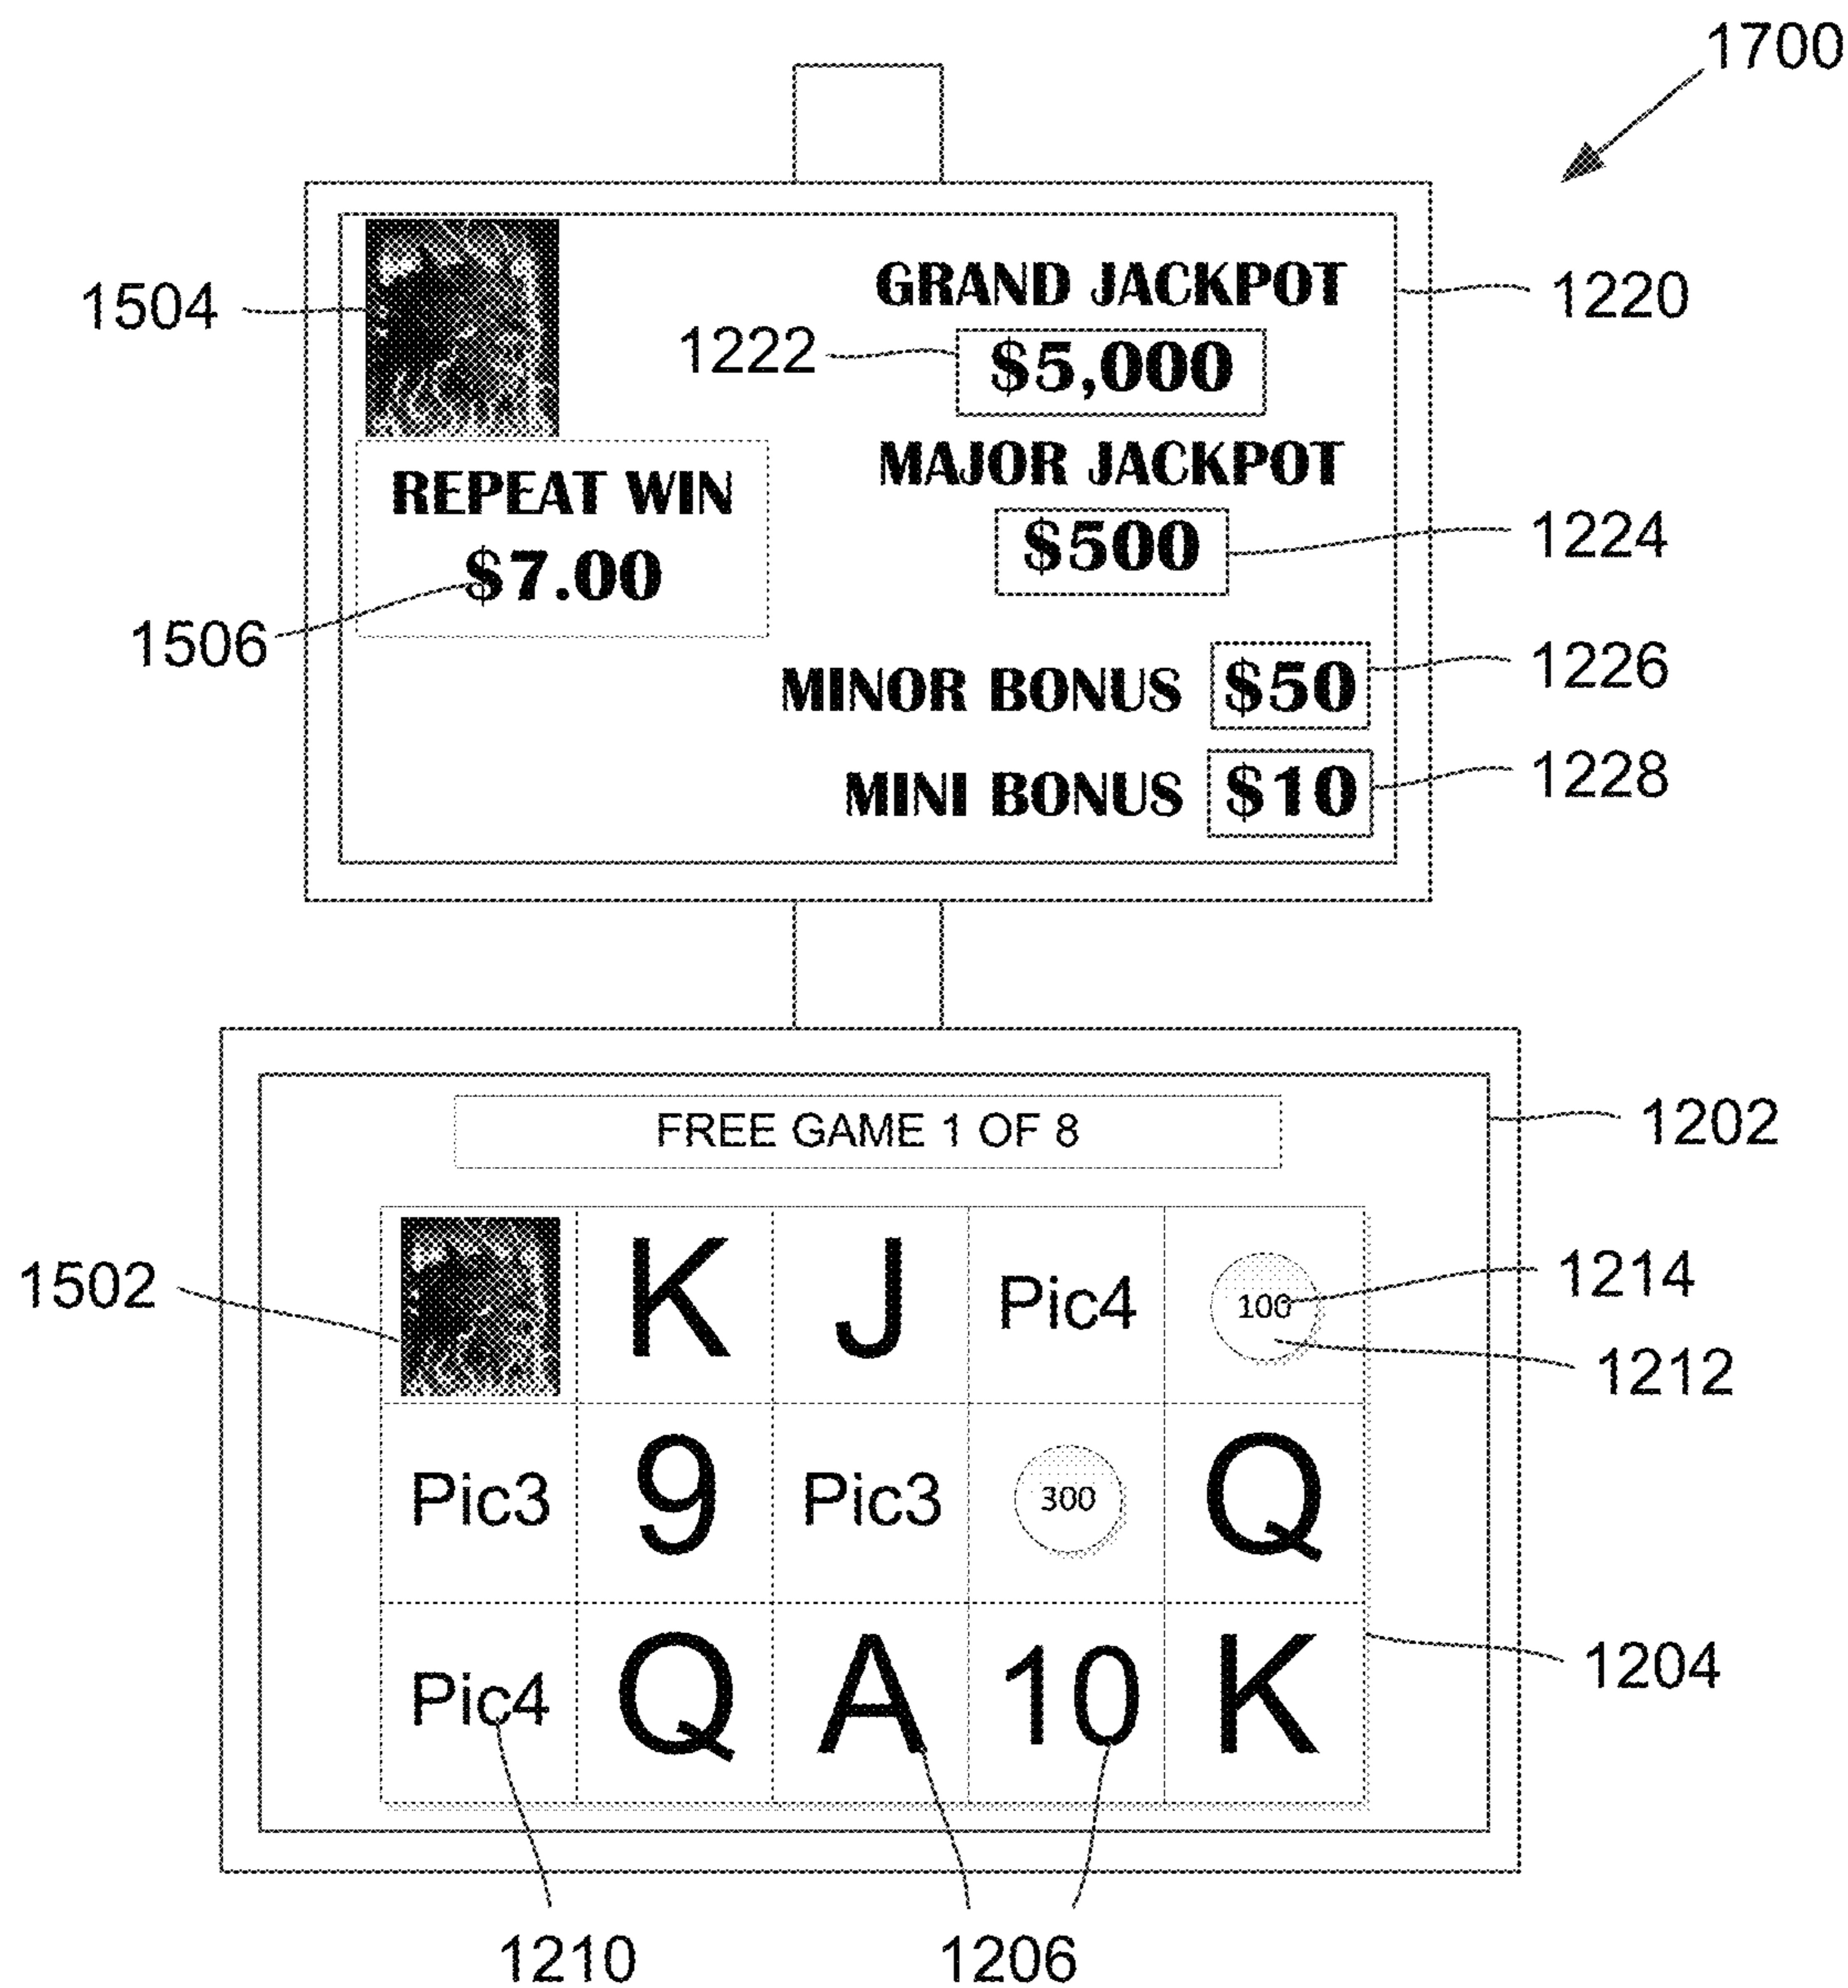 1700
1504
GRAND JACKPOT
1220
1222
$5,000
MAJOR JACKPOT
REPEAT WIN
$500
1224
$7.00
1506
MINOR BONUS $50
1226
MINI BONUS $10
1228
FREE GAME 1 OF 8
1202
1502
K J Pic4 100
1214
1212
Pic3 9 Pic3 300 Q
Pic4 Q A 10 K
1204
1210
1206